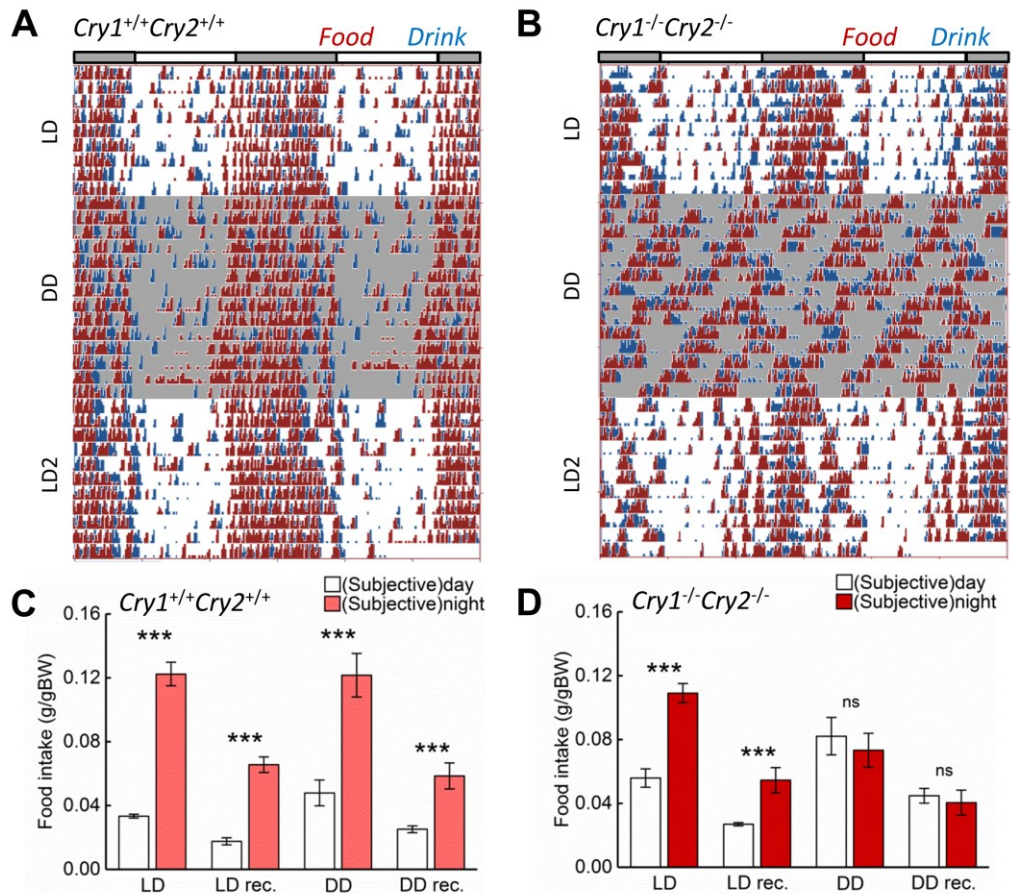 A
Cry1+/+Cry2+/+
Food
Drink
LD
DD
LD2
B
Cry1-/-Cry2-/-
Food
Drink
LD
DD
LD2
C
Cry1+/+Cry2+/+
(Subjective)day
(Subjective)night
Food intake (g/gBW)
0.16
0.12
0.08
0.04
0.00
***
***
***
***
LD
LD rec.
DD
DD rec.
D
Cry1-/-Cry2-/-
(Subjective)day
(Subjective)night
Food intake (g/gBW)
0.16
0.12
0.08
0.04
0.00
***
***
ns
ns
LD
LD rec.
DD
DD rec.